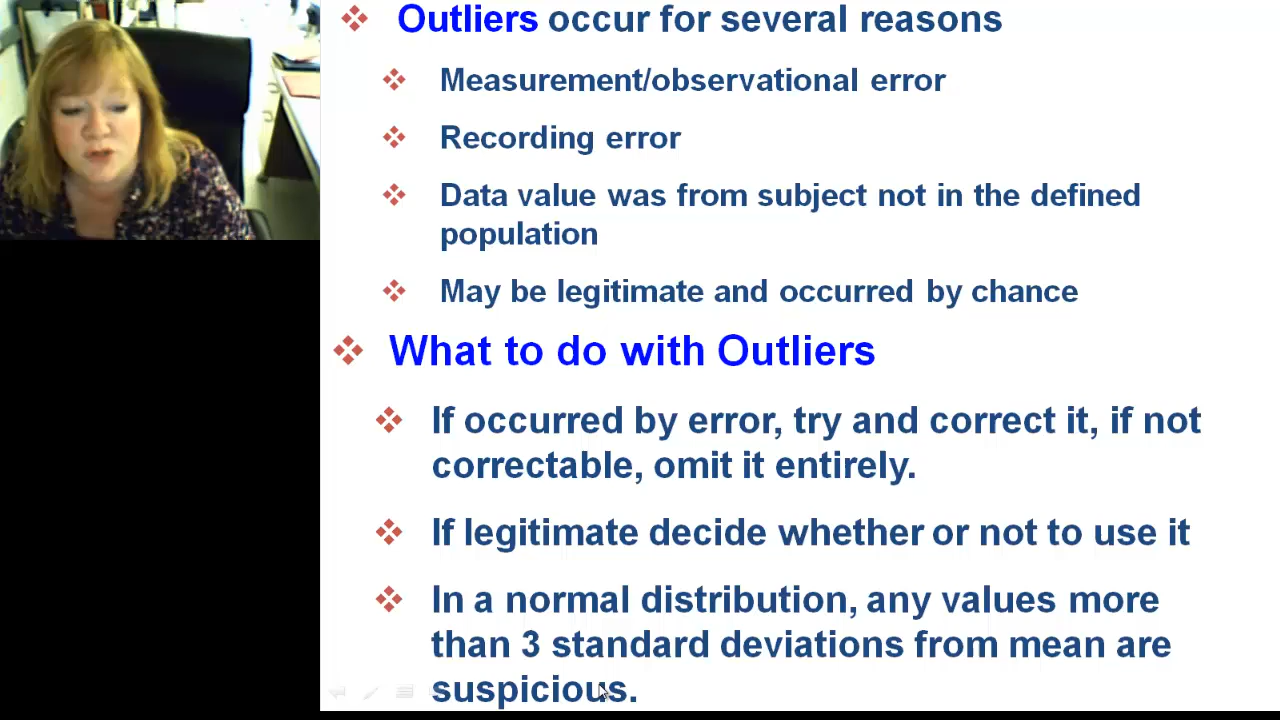 Outliers occur for several reasons
Measurement/observational error
Recording error
Data value was from subject not in the defined
population
May be legitimate and occurred by chance
What to do with Outliers
If occurred by error, try and correct it, if not
correctable, omit it entirely.
If legitimate decide whether or not to use it
In a normal distribution, any values more
than 3 standard deviations from mean are
suspicious.